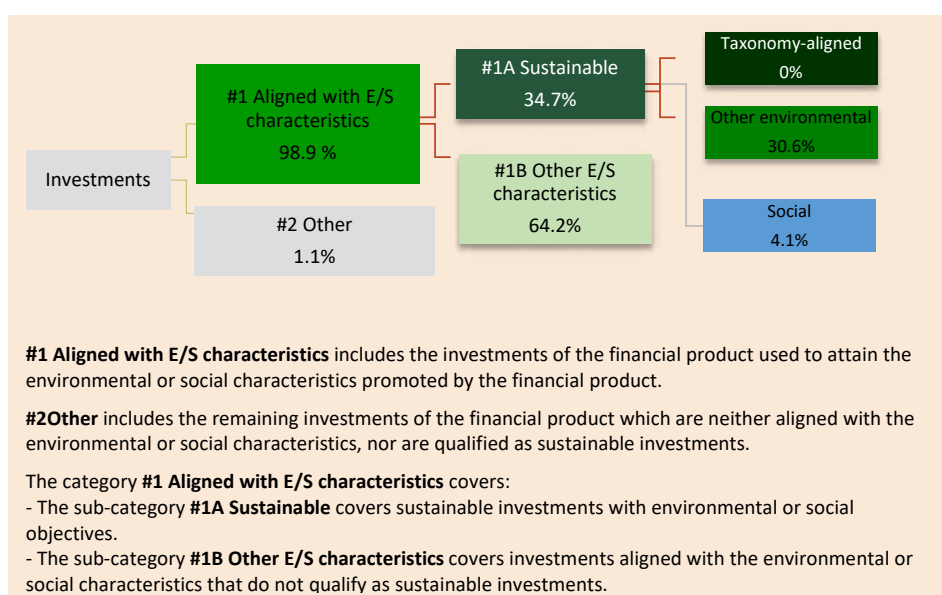 Investments
#1 Aligned with E/S
characteristics
98.9 %
#2 Other
1.1%
#1A Sustainable
34.7%
#1B Other E/S
characteristics
64.2%
Taxonomy-aligned
0%
Other environmental
30.6%
Social
4.1%
#1 Aligned with E/S characteristics includes the investments of the financial product used to attain the
environmental or social characteristics promoted by the financial product.
#2Other includes the remaining investments of the financial product which are neither aligned with the
environmental or social characteristics, nor are qualified as sustainable investments.
The category #1 Aligned with E/S characteristics covers:
- The sub-category #1A Sustainable covers sustainable investments with environmental or social
objectives.
- The sub-category #1B Other E/S characteristics covers investments aligned with the environmental or
social characteristics that do not qualify as sustainable investments.